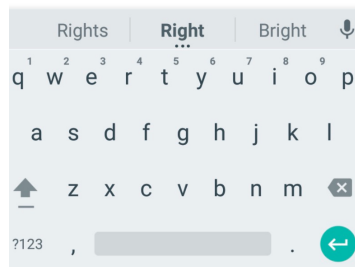 Rights Right Bright
1 2 3 4 5 6 7 8 9
q w e r t y u i o p
a s d f g h j k l
z x c v b n m
?123 , .